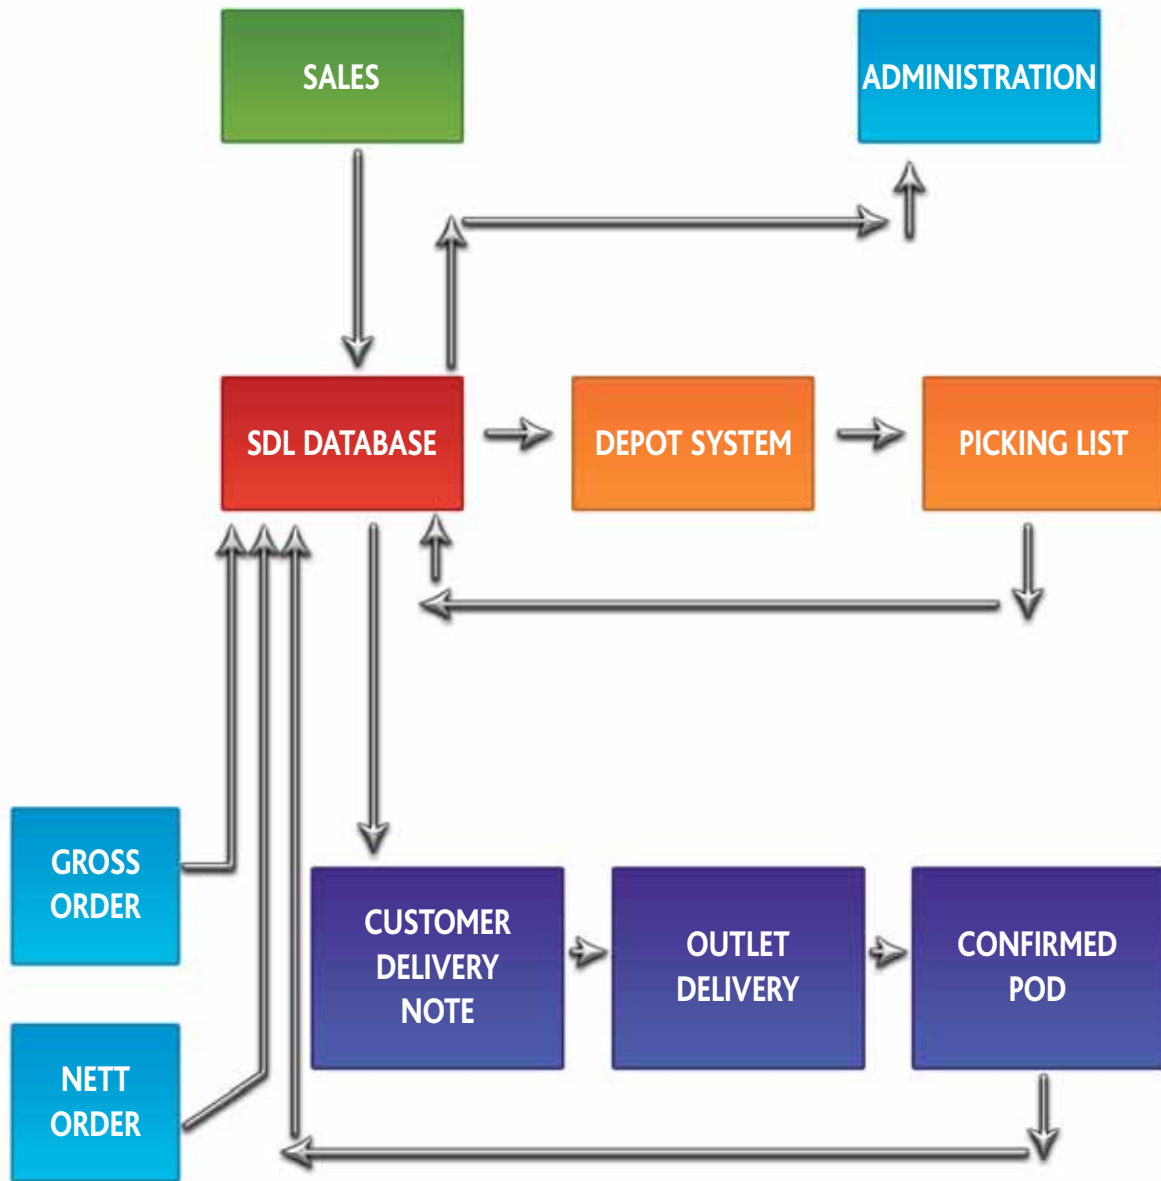 SALES
ADMINISTRATION
SDL DATABASE
DEPOT SYSTEM
PICKING LIST
GROSS
ORDER
CUSTOMER
DELIVERY
NOTE
OUTLET
DELIVERY
CONFIRMED
POD
NETT
ORDER